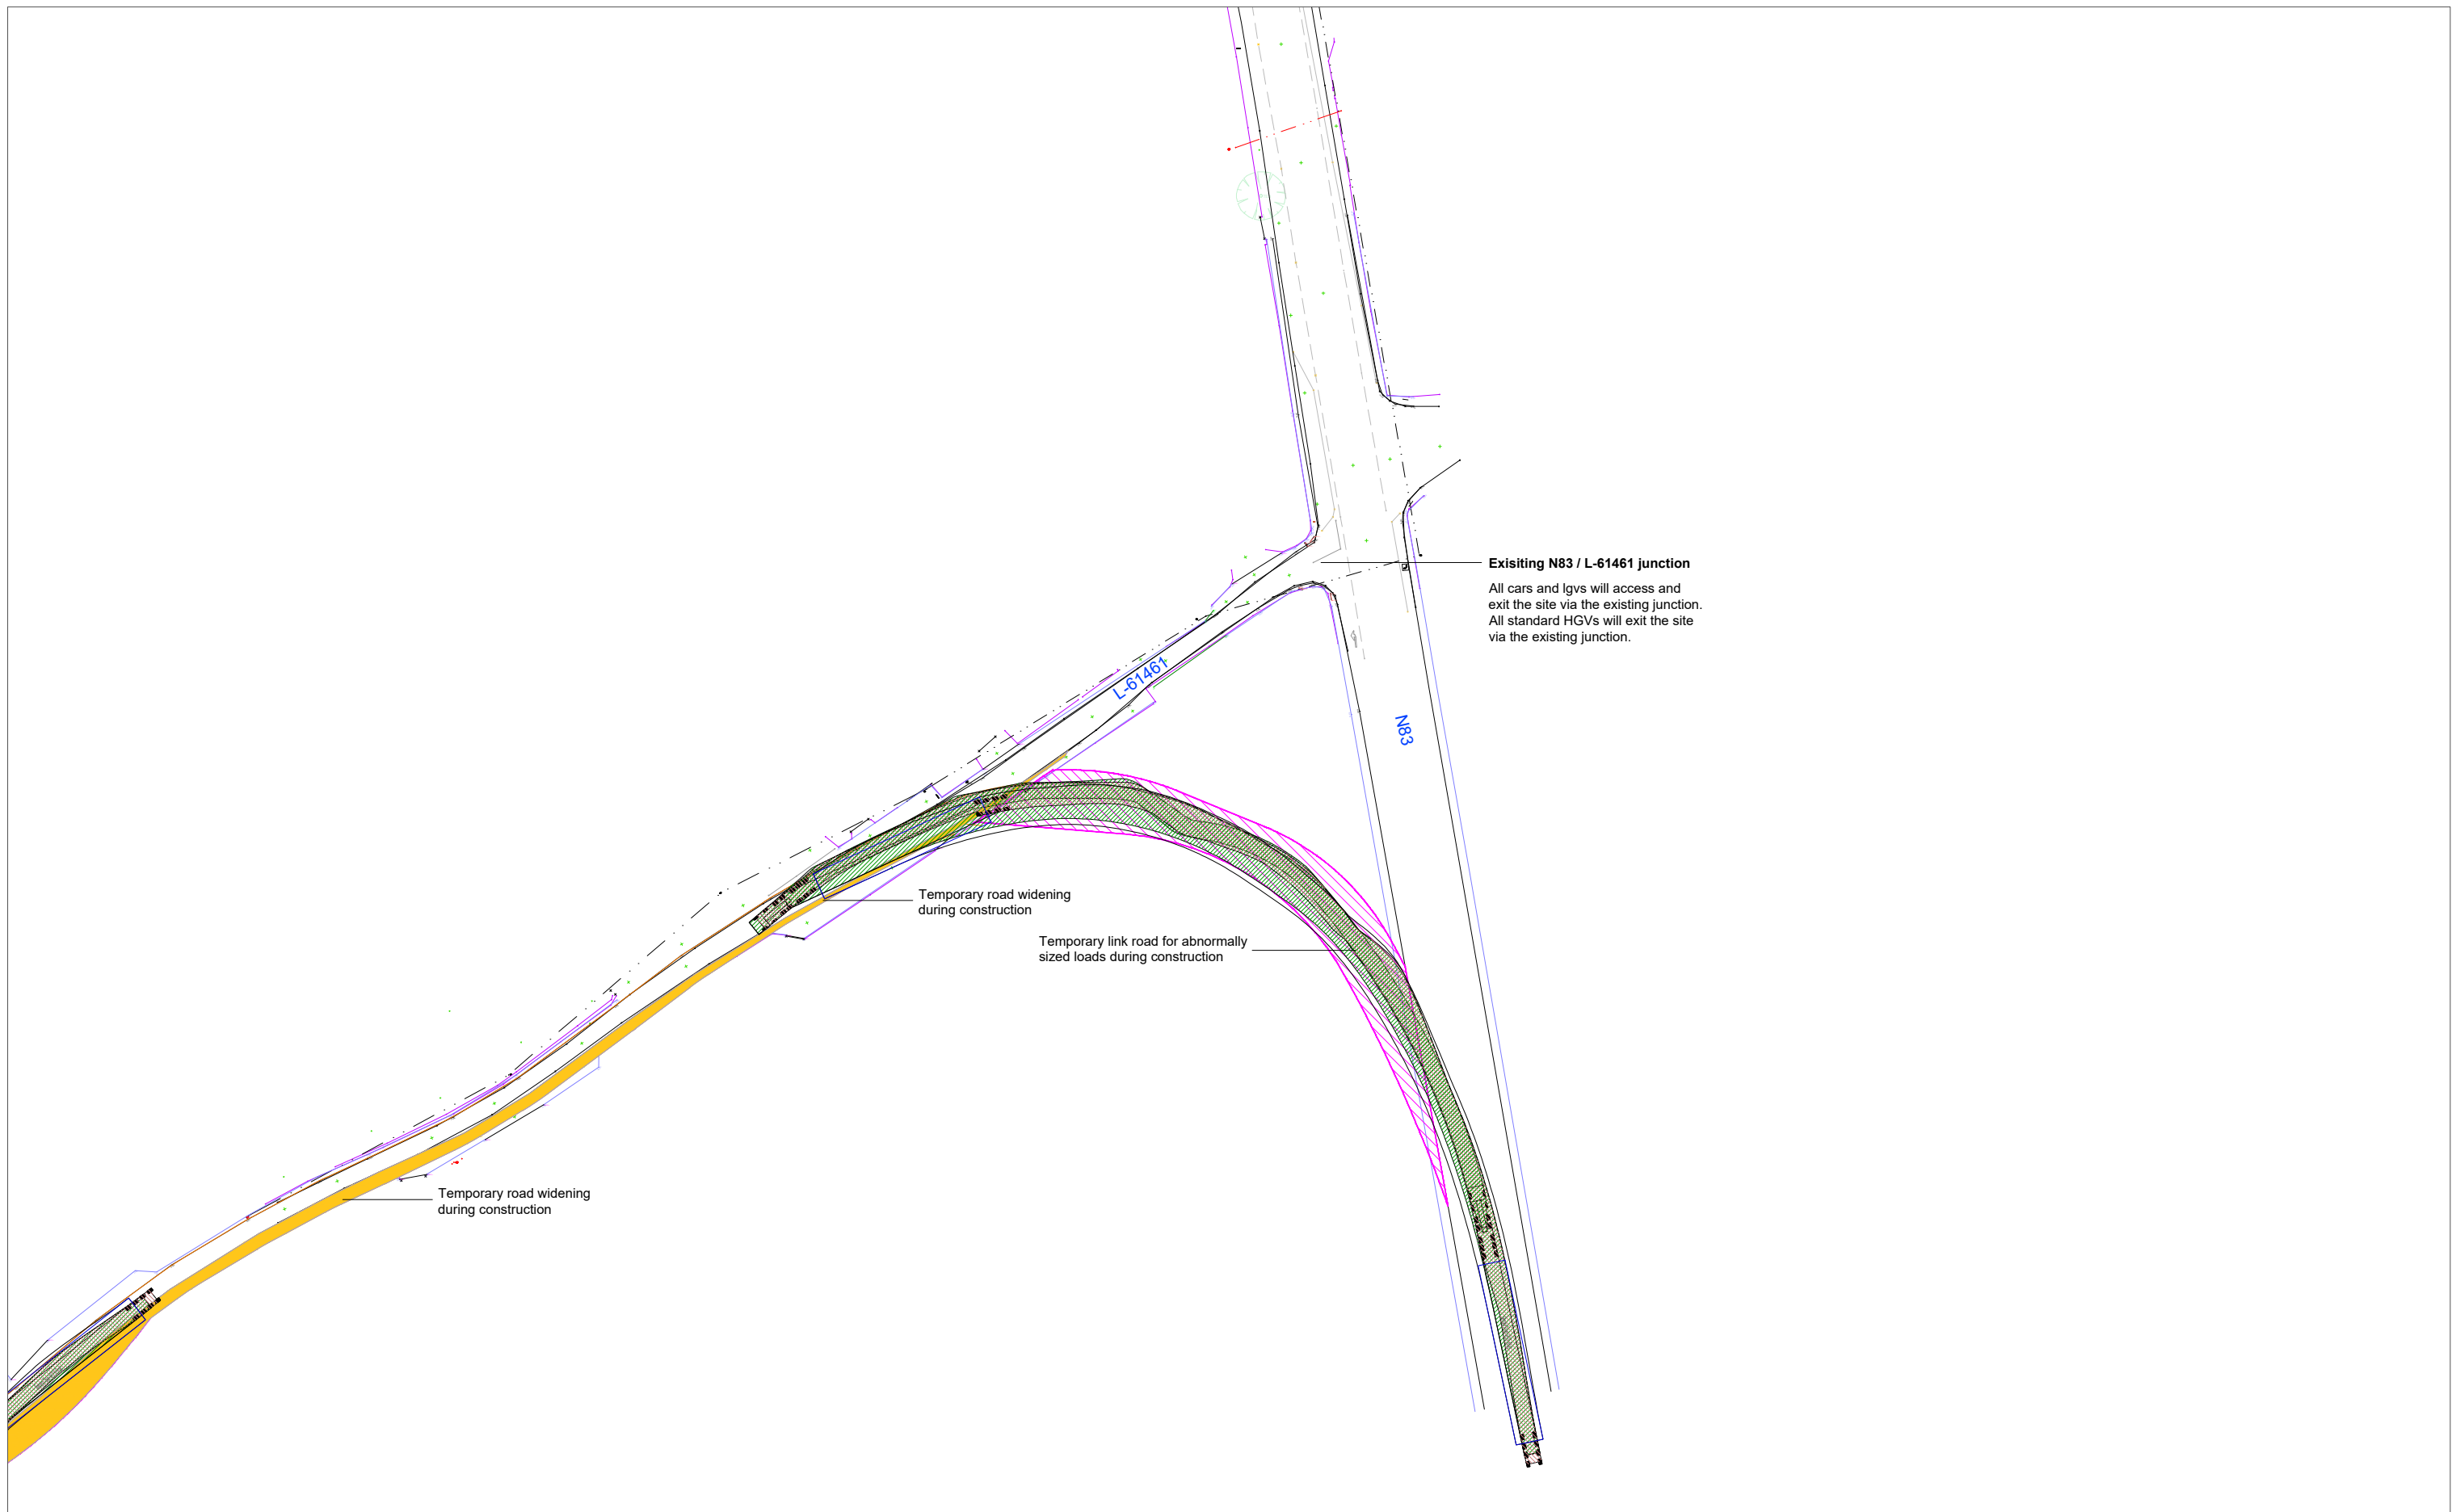 Exisiting N83 / L-61461 junction
All cars and lgvs will access and
exit the site via the existing junction.
All standard HGVs will exit the site
via the existing junction.
L-61461
N83
Temporary road widening
during construction
Temporary link road for abnormally
sized loads during construction
Temporary road widening
during construction